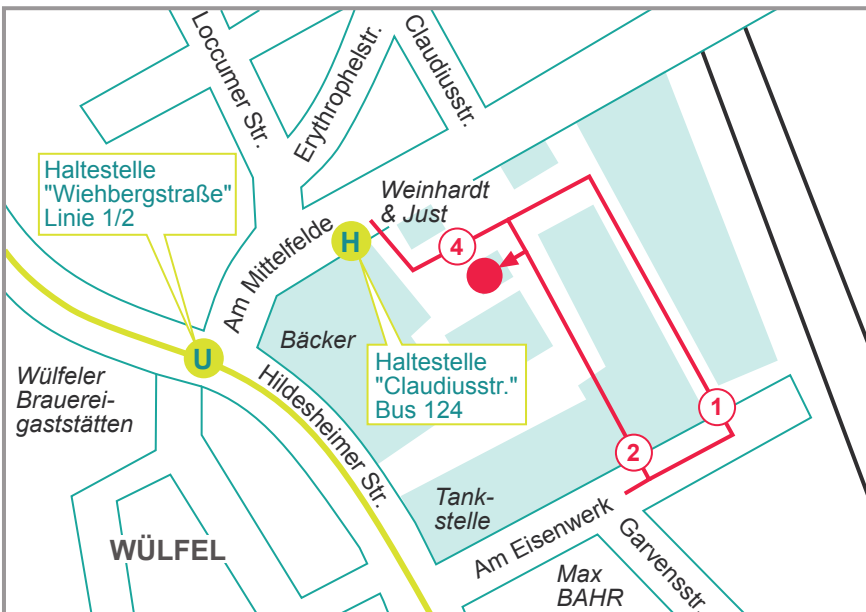 Loccumer Str.
Erythrophelstr.
Claudiusstr.
Haltestelle
"Wiehbergstraße"
Linie 1/2
Weinhardt
& Just
Am Mittelfelde
H
4
Bäcker
U
Haltestelle
"Claudiusstr."
Bus 124
Wülfeler
Brauerei-
gaststätten
Hildesheimer Str.
1
2
Tank-
stelle
Am Eisenwerk
Garvensstr.
WÜLFEL
Max
BAHR